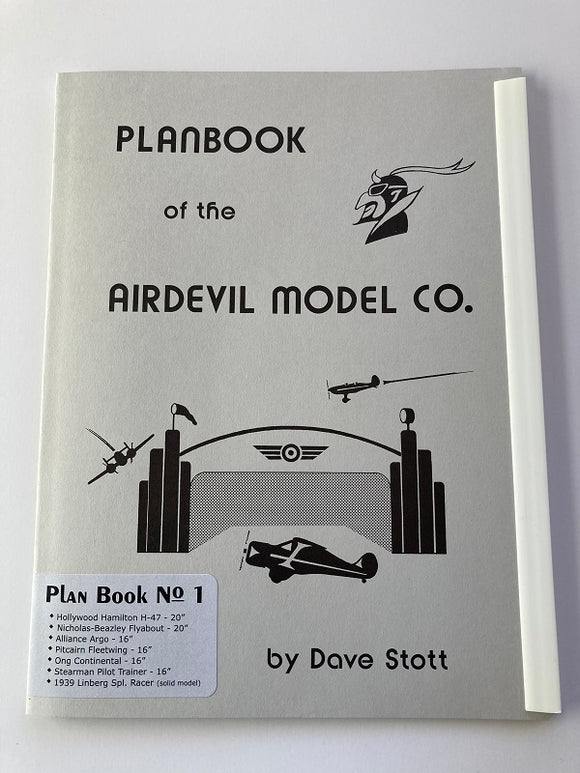 PLANBOOK
of the
AIRDEVIL MODEL CO.
PLAN BOOK Nº 1
◆ Hollywood Hamilton H-47 - 20"
◆ Nicholas-Beazley Flyabout - 20"
◆ Alliance Argo - 16"
◆ Pitcairn Fleetwing - 16"
◆ Ong Continental - 16"
◆ Stearman Pilot Trainer - 16"
◆ 1939 Linberg Spl. Racer (solid model)
by Dave Stott